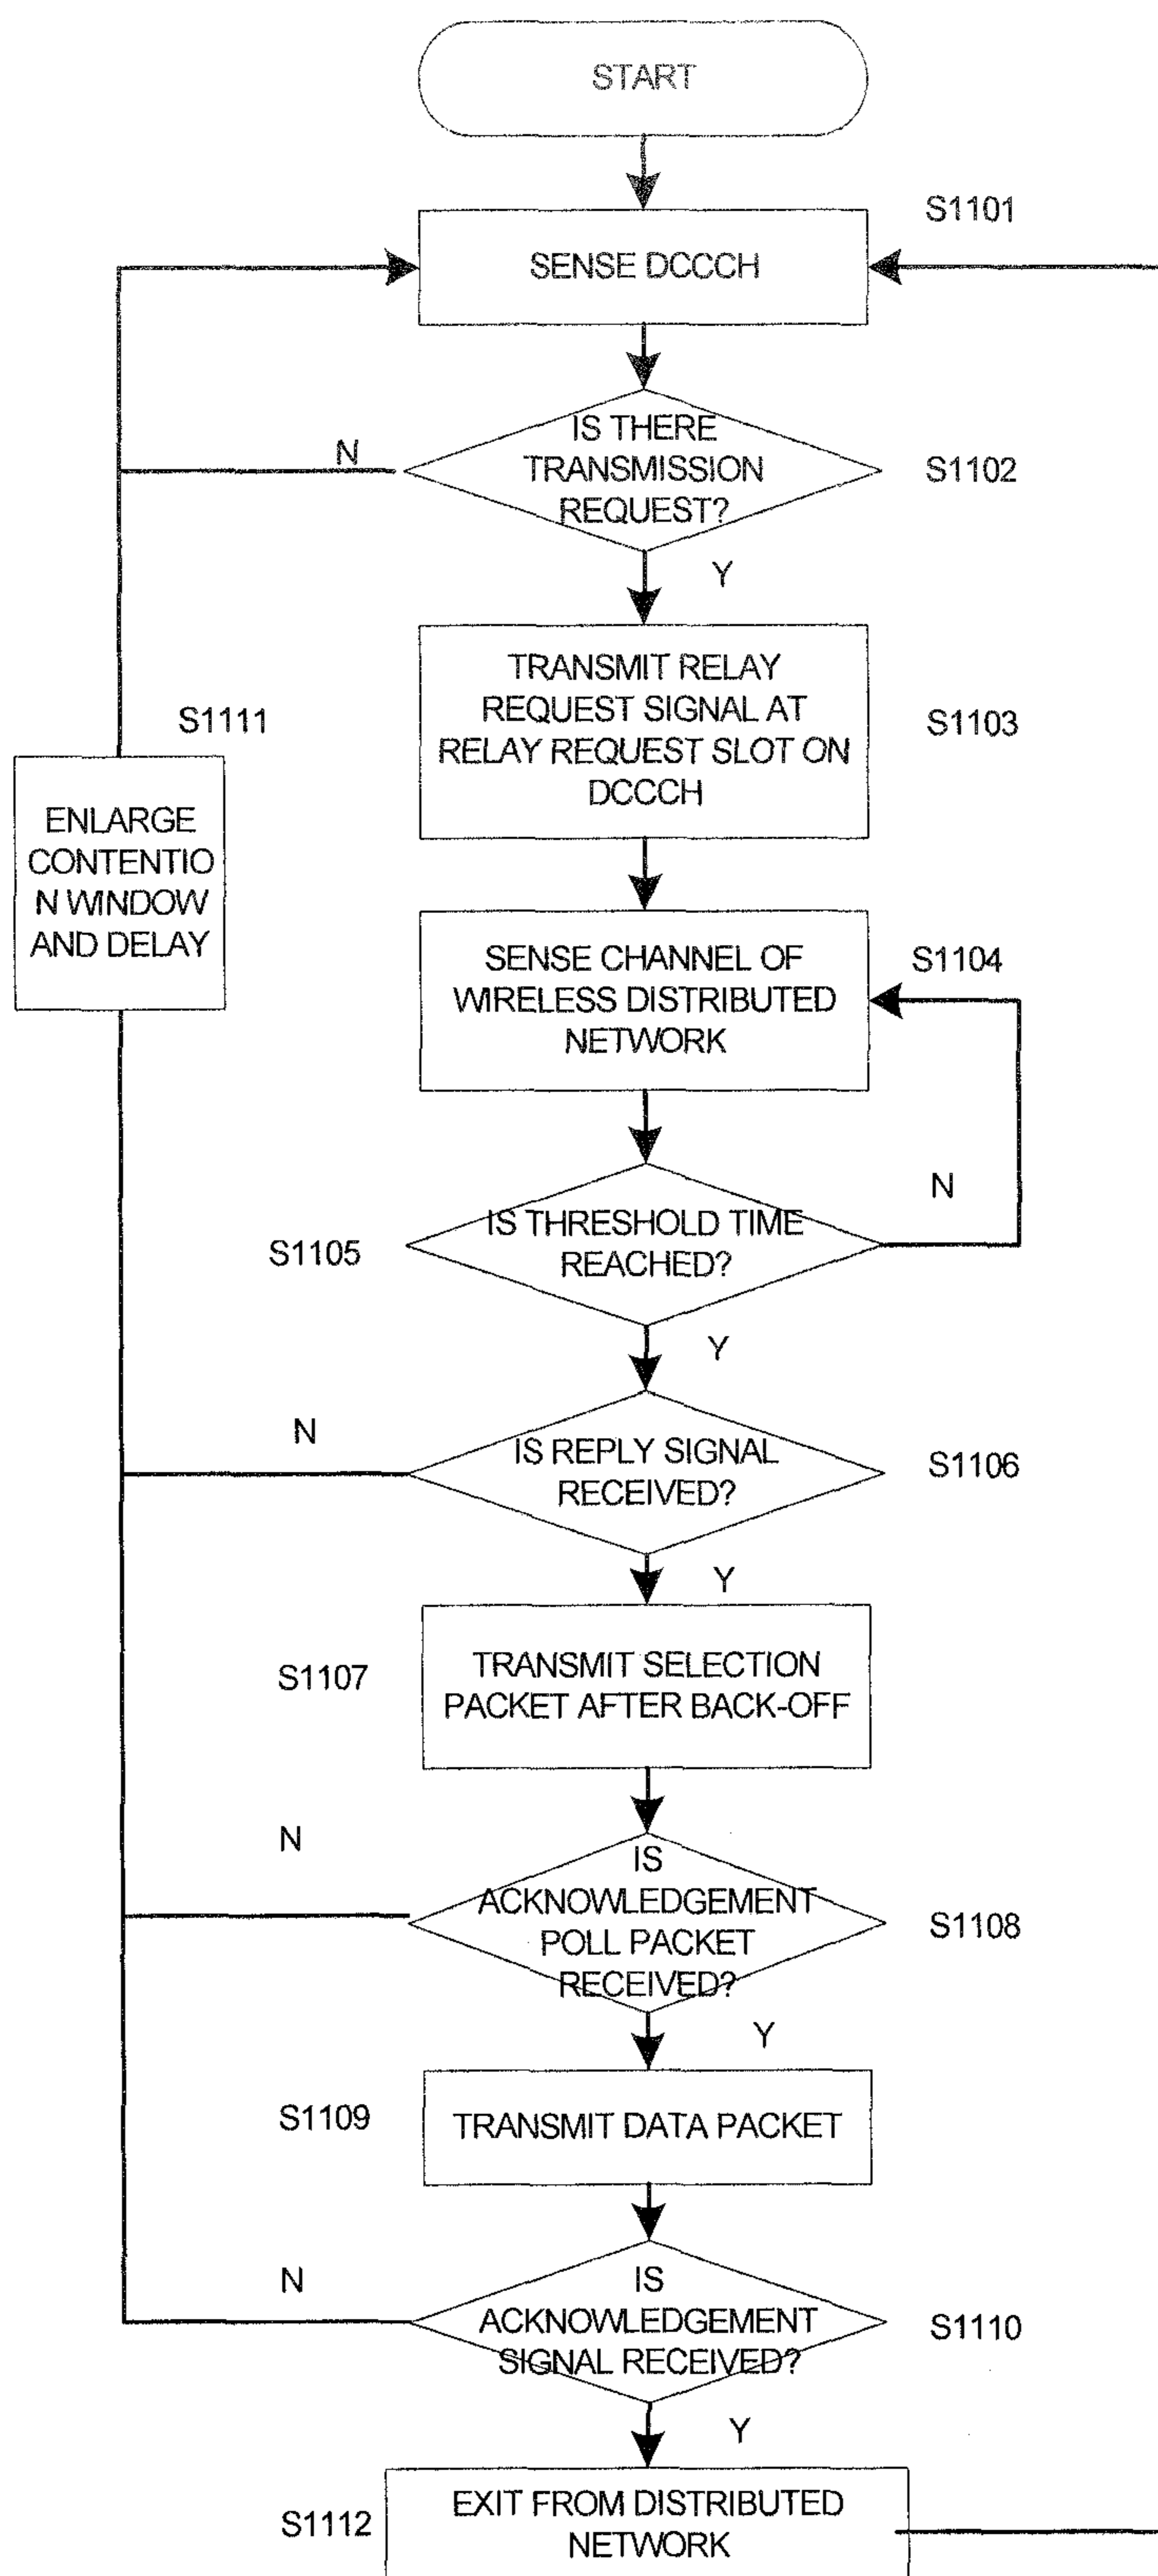 START
S1101
SENSE DCCCH
IS THERE
TRANSMISSION
REQUEST?
N
S1102
Y
TRANSMIT RELAY
REQUEST SIGNAL AT
RELAY REQUEST SLOT ON
DCCCH
S1103
S1111
ENLARGE
CONTENTIO
N WINDOW
AND DELAY
SENSE CHANNEL OF
WIRELESS DISTRIBUTED
NETWORK
S1104
N
IS THRESHOLD TIME
REACHED?
S1105
Y
N
IS REPLY SIGNAL
RECEIVED?
S1106
Y
S1107
TRANSMIT SELECTION
PACKET AFTER BACK-OFF
N
IS
ACKNOWLEDGEMENT
POLL PACKET
RECEIVED?
S1108
Y
S1109
TRANSMIT DATA PACKET
N
IS
ACKNOWLEDGEMENT
SIGNAL RECEIVED?
S1110
Y
S1112
EXIT FROM DISTRIBUTED
NETWORK